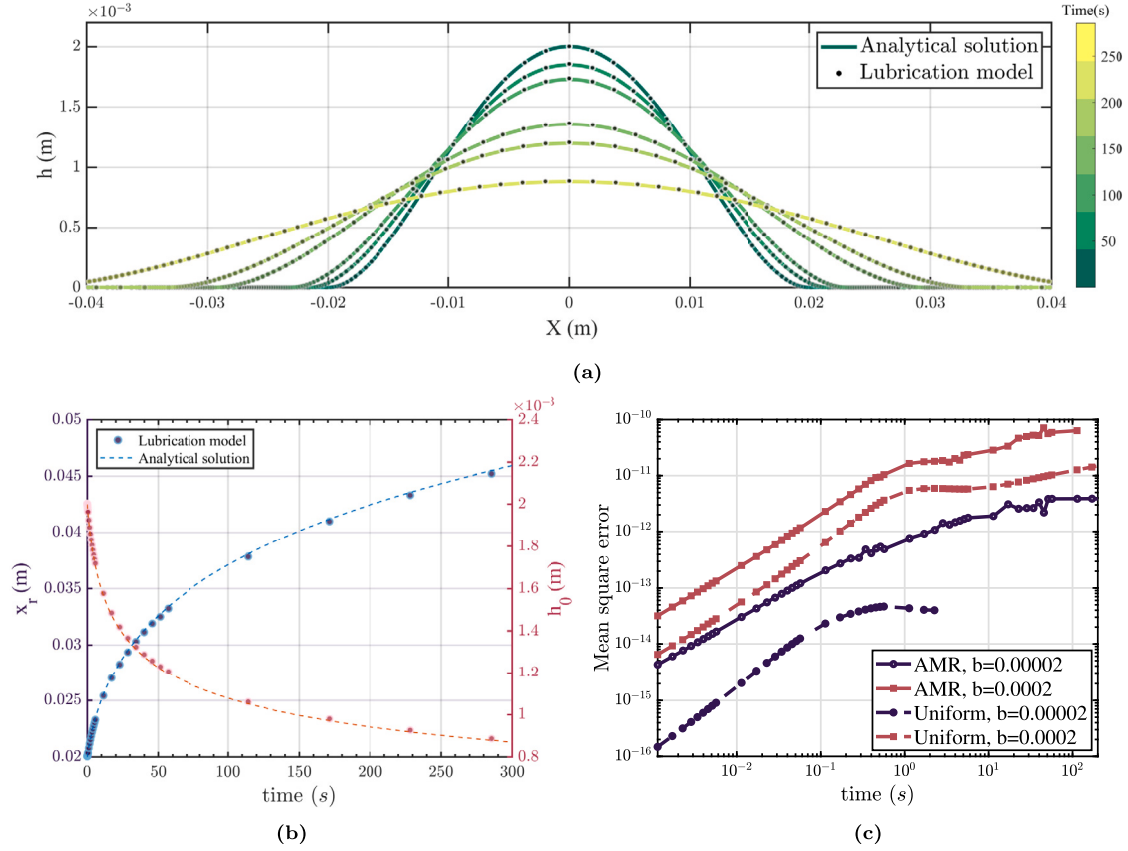 ×10⁻³
Time(s)
2
1.5
1
0.5
0
h (m)
Analytical solution
Lubrication model
250
200
150
100
50
-0.04
-0.03
-0.02
-0.01
0
0.01
0.02
0.03
0.04
X (m)
(a)
×10⁻³
0.05
0.045
0.04
0.035
0.03
0.025
0.02
x_r (m)
Lubrication model
Analytical solution
2.4
2.2
2
1.8
1.6
1.4
1.2
1
0.8
h_0 (m)
0
50
100
150
200
250
300
time (s)
(b)
10⁻¹⁰
10⁻¹¹
10⁻¹²
10⁻¹³
10⁻¹⁴
10⁻¹⁵
10⁻¹⁶
Mean square error
AMR, b=0.00002
AMR, b=0.0002
Uniform, b=0.00002
Uniform, b=0.0002
10⁻²
10⁻¹
10⁰
10¹
10²
time (s)
(c)